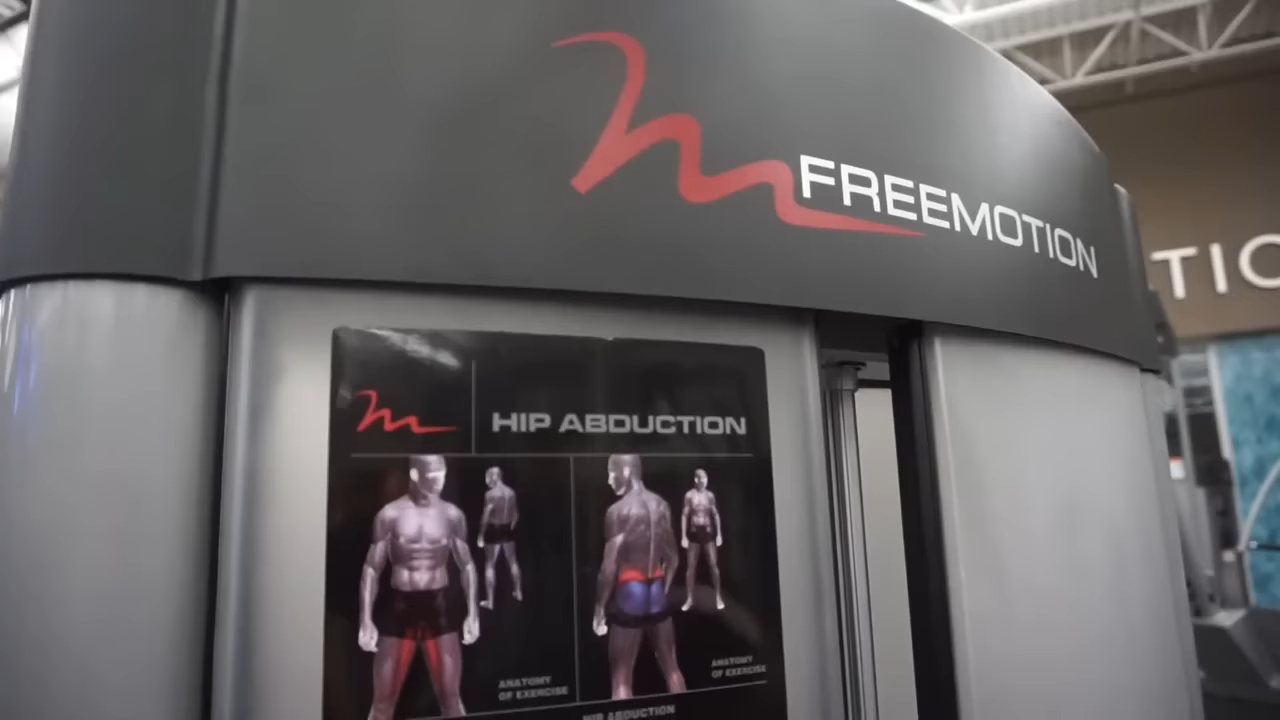 FREEMOTION
TIO
HIP ABDUCTION
ANATOMY
OF EXERCISE
ANATOMY
OF EXERCISE
HIP ABDUCTION